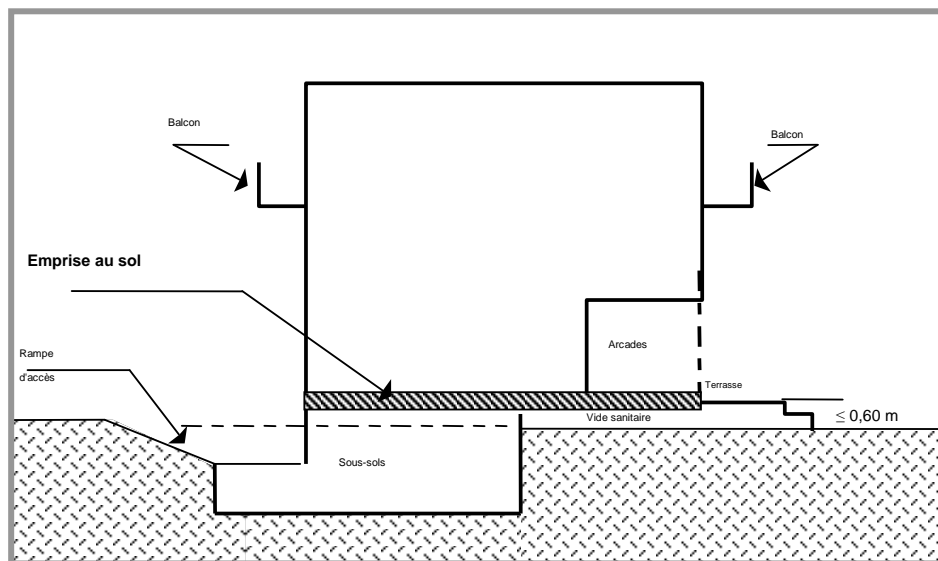 Balcon
Balcon
Emprise au sol
Arcades
Rampe
d'accès
Terrasse
Vide sanitaire
≤ 0,60 m
Sous-sols